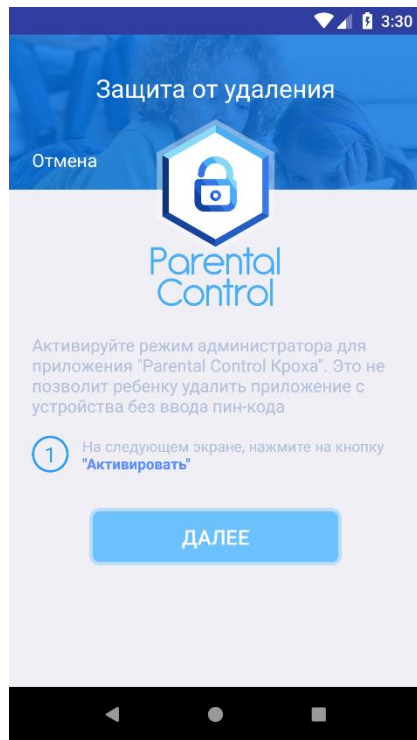 3:30
Защита от удаления
Отмена
Parental
Control
Активируйте режим администратора для
приложения "Parental Control Кроха". Это не
позволит ребенку удалить приложение с
устройства без ввода пин-кода
1
На следующем экране, нажмите на кнопку
"Активировать"
ДАЛЕЕ